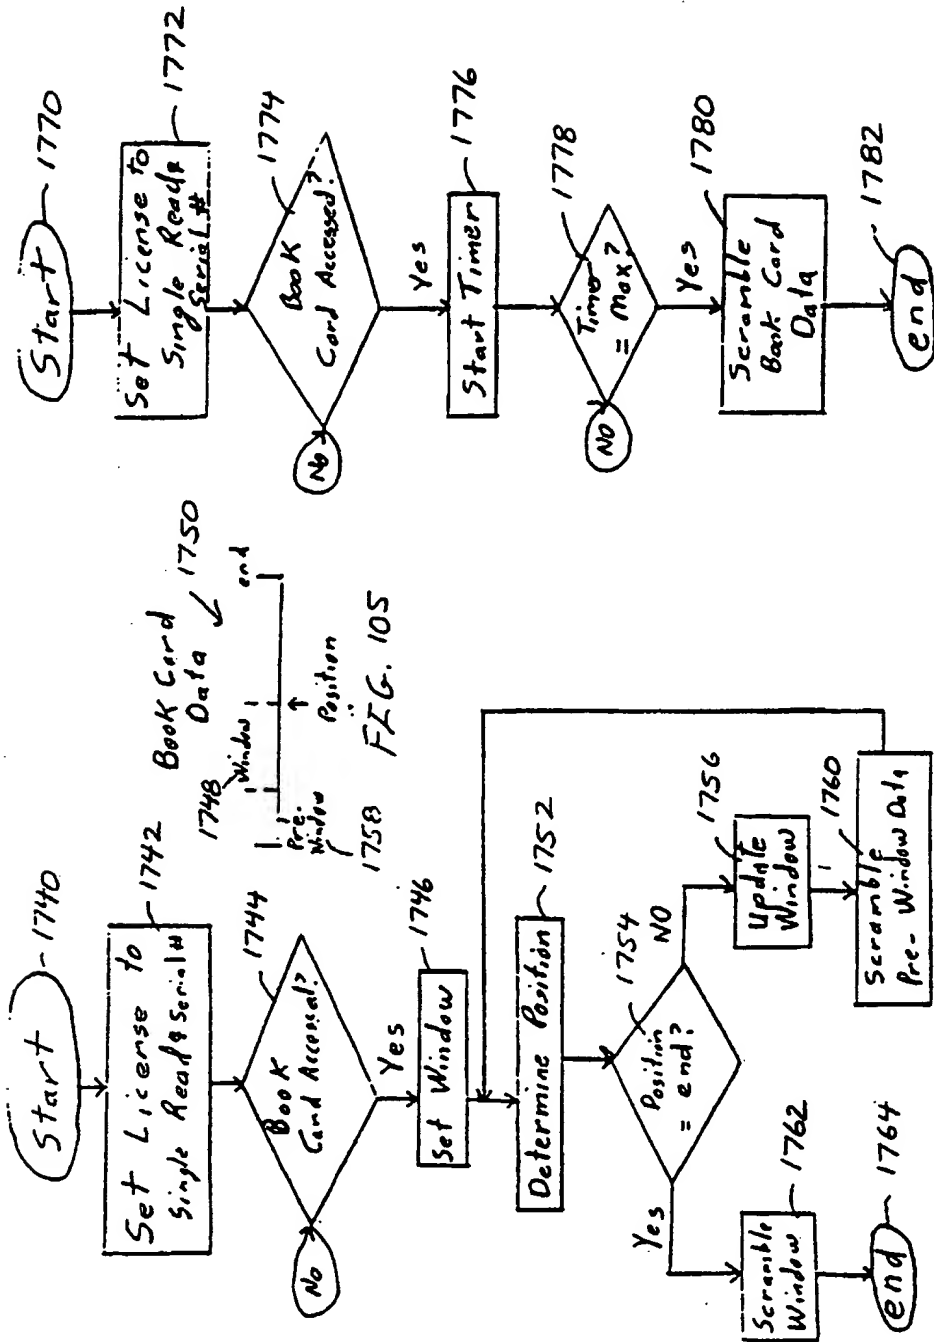 Start
1740
Set License to
Single Read & Serial #
1742
Book
Card Accessed?
1744
No
Yes
Set Window
1746
Determine Position
1752
Position
= end?
1754
Yes
NO
Update
Window
1756
Scramble
Pre-Window Data
1760
Scramble
Window
1762
end
1764
Book Card
Data
1750
1748
Window
end
Pre-
Window
1758
Position
FIG. 105
Start
1770
Set License to
Single Read &
Serial #
1772
Book
Card Accessed?
1774
No
Yes
Start Timer
1776
Timer
= Max?
1778
NO
Yes
Scramble
Book Card
Data
1780
end
1782